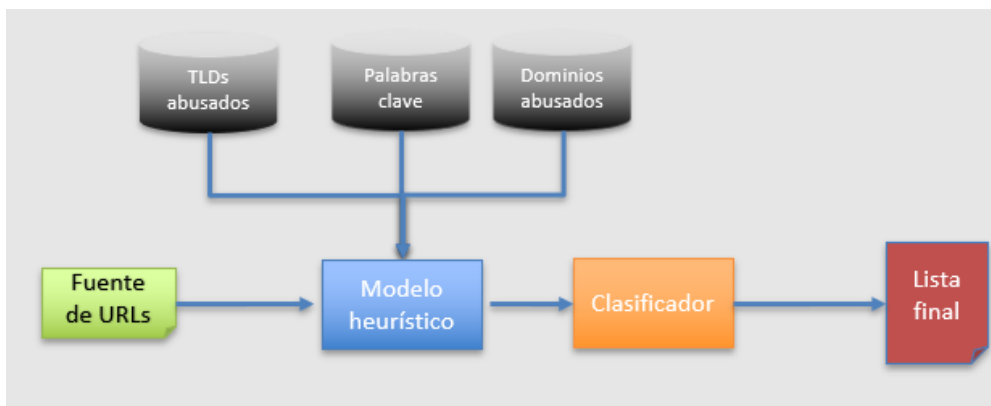 TLDs
abusados
Palabras
clave
Dominios
abusados
Fuente
de URLs
Modelo
heurístico
Clasificador
Lista
final